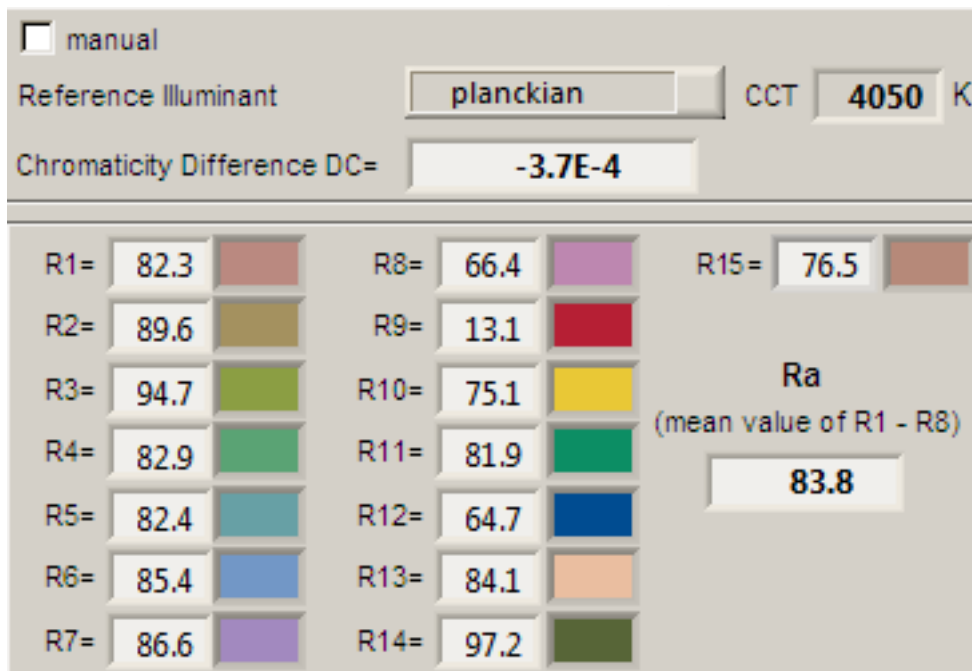 manual
Reference Illuminant planckian CCT 4050 K
Chromaticity Difference DC= -3.7E-4
R1= 82.3 R8= 66.4 R15= 76.5
R2= 89.6 R9= 13.1
R3= 94.7 R10= 75.1 Ra
(mean value of R1 - R8)
R4= 82.9 R11= 81.9
83.8
R5= 82.4 R12= 64.7
R6= 85.4 R13= 84.1
R7= 86.6 R14= 97.2